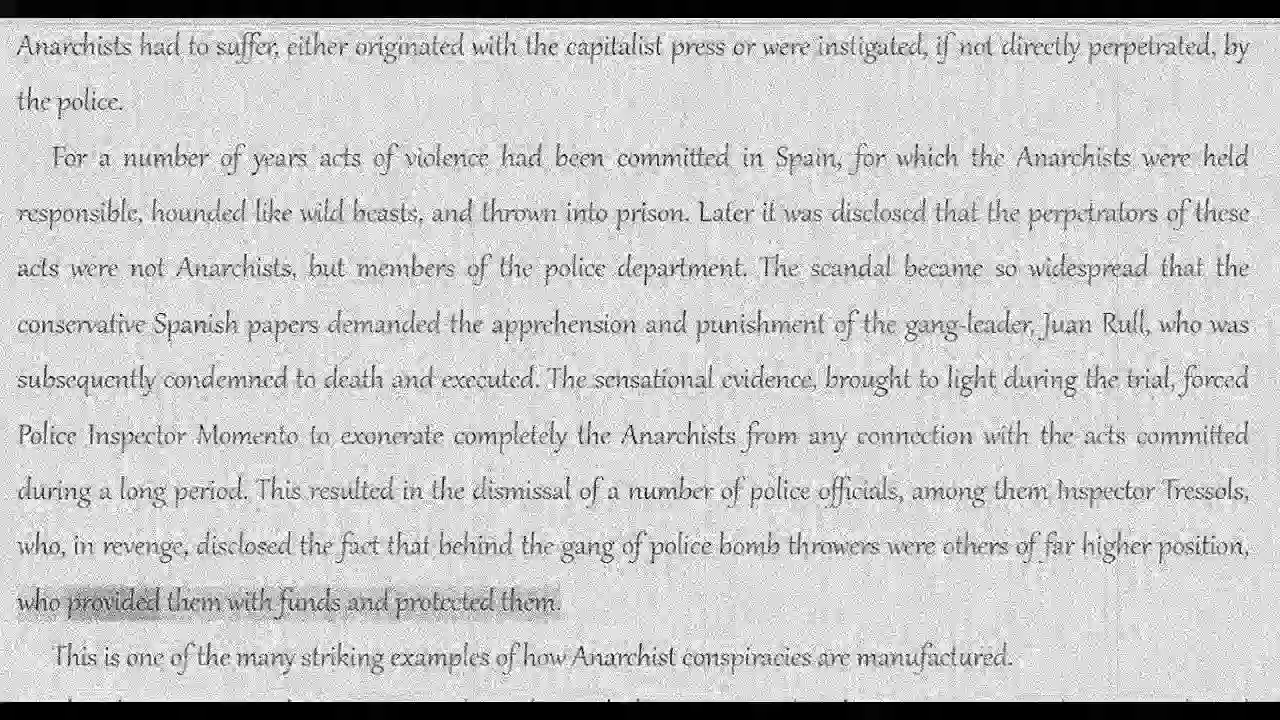 Anarchists had to suffer, either originated with the capitalist press or were instigated, if not directly perpetrated, by
the police.
For a number of years acts of violence had been committed in Spain, for which the Anarchists were held
responsible, hounded like wild beasts, and thrown into prison. Later it was disclosed that the perpetrators of these
acts were not Anarchists, but members of the police department. The scandal became so widespread that the
conservative Spanish papers demanded the apprehension and punishment of the gang-leader, Juan Rull, who was
subsequently condemned to death and executed. The sensational evidence, brought to light during the trial, forced
Police Inspector Momento to exonerate completely the Anarchists from any connection with the acts committed
during a long period. This resulted in the dismissal of a number of police officials, among them Inspector Tressols,
who, in revenge, disclosed the fact that behind the gang of police bomb throwers were others of far higher position,
who provided them with funds and protected them.
This is one of the many striking examples of how Anarchist conspiracies are manufactured.